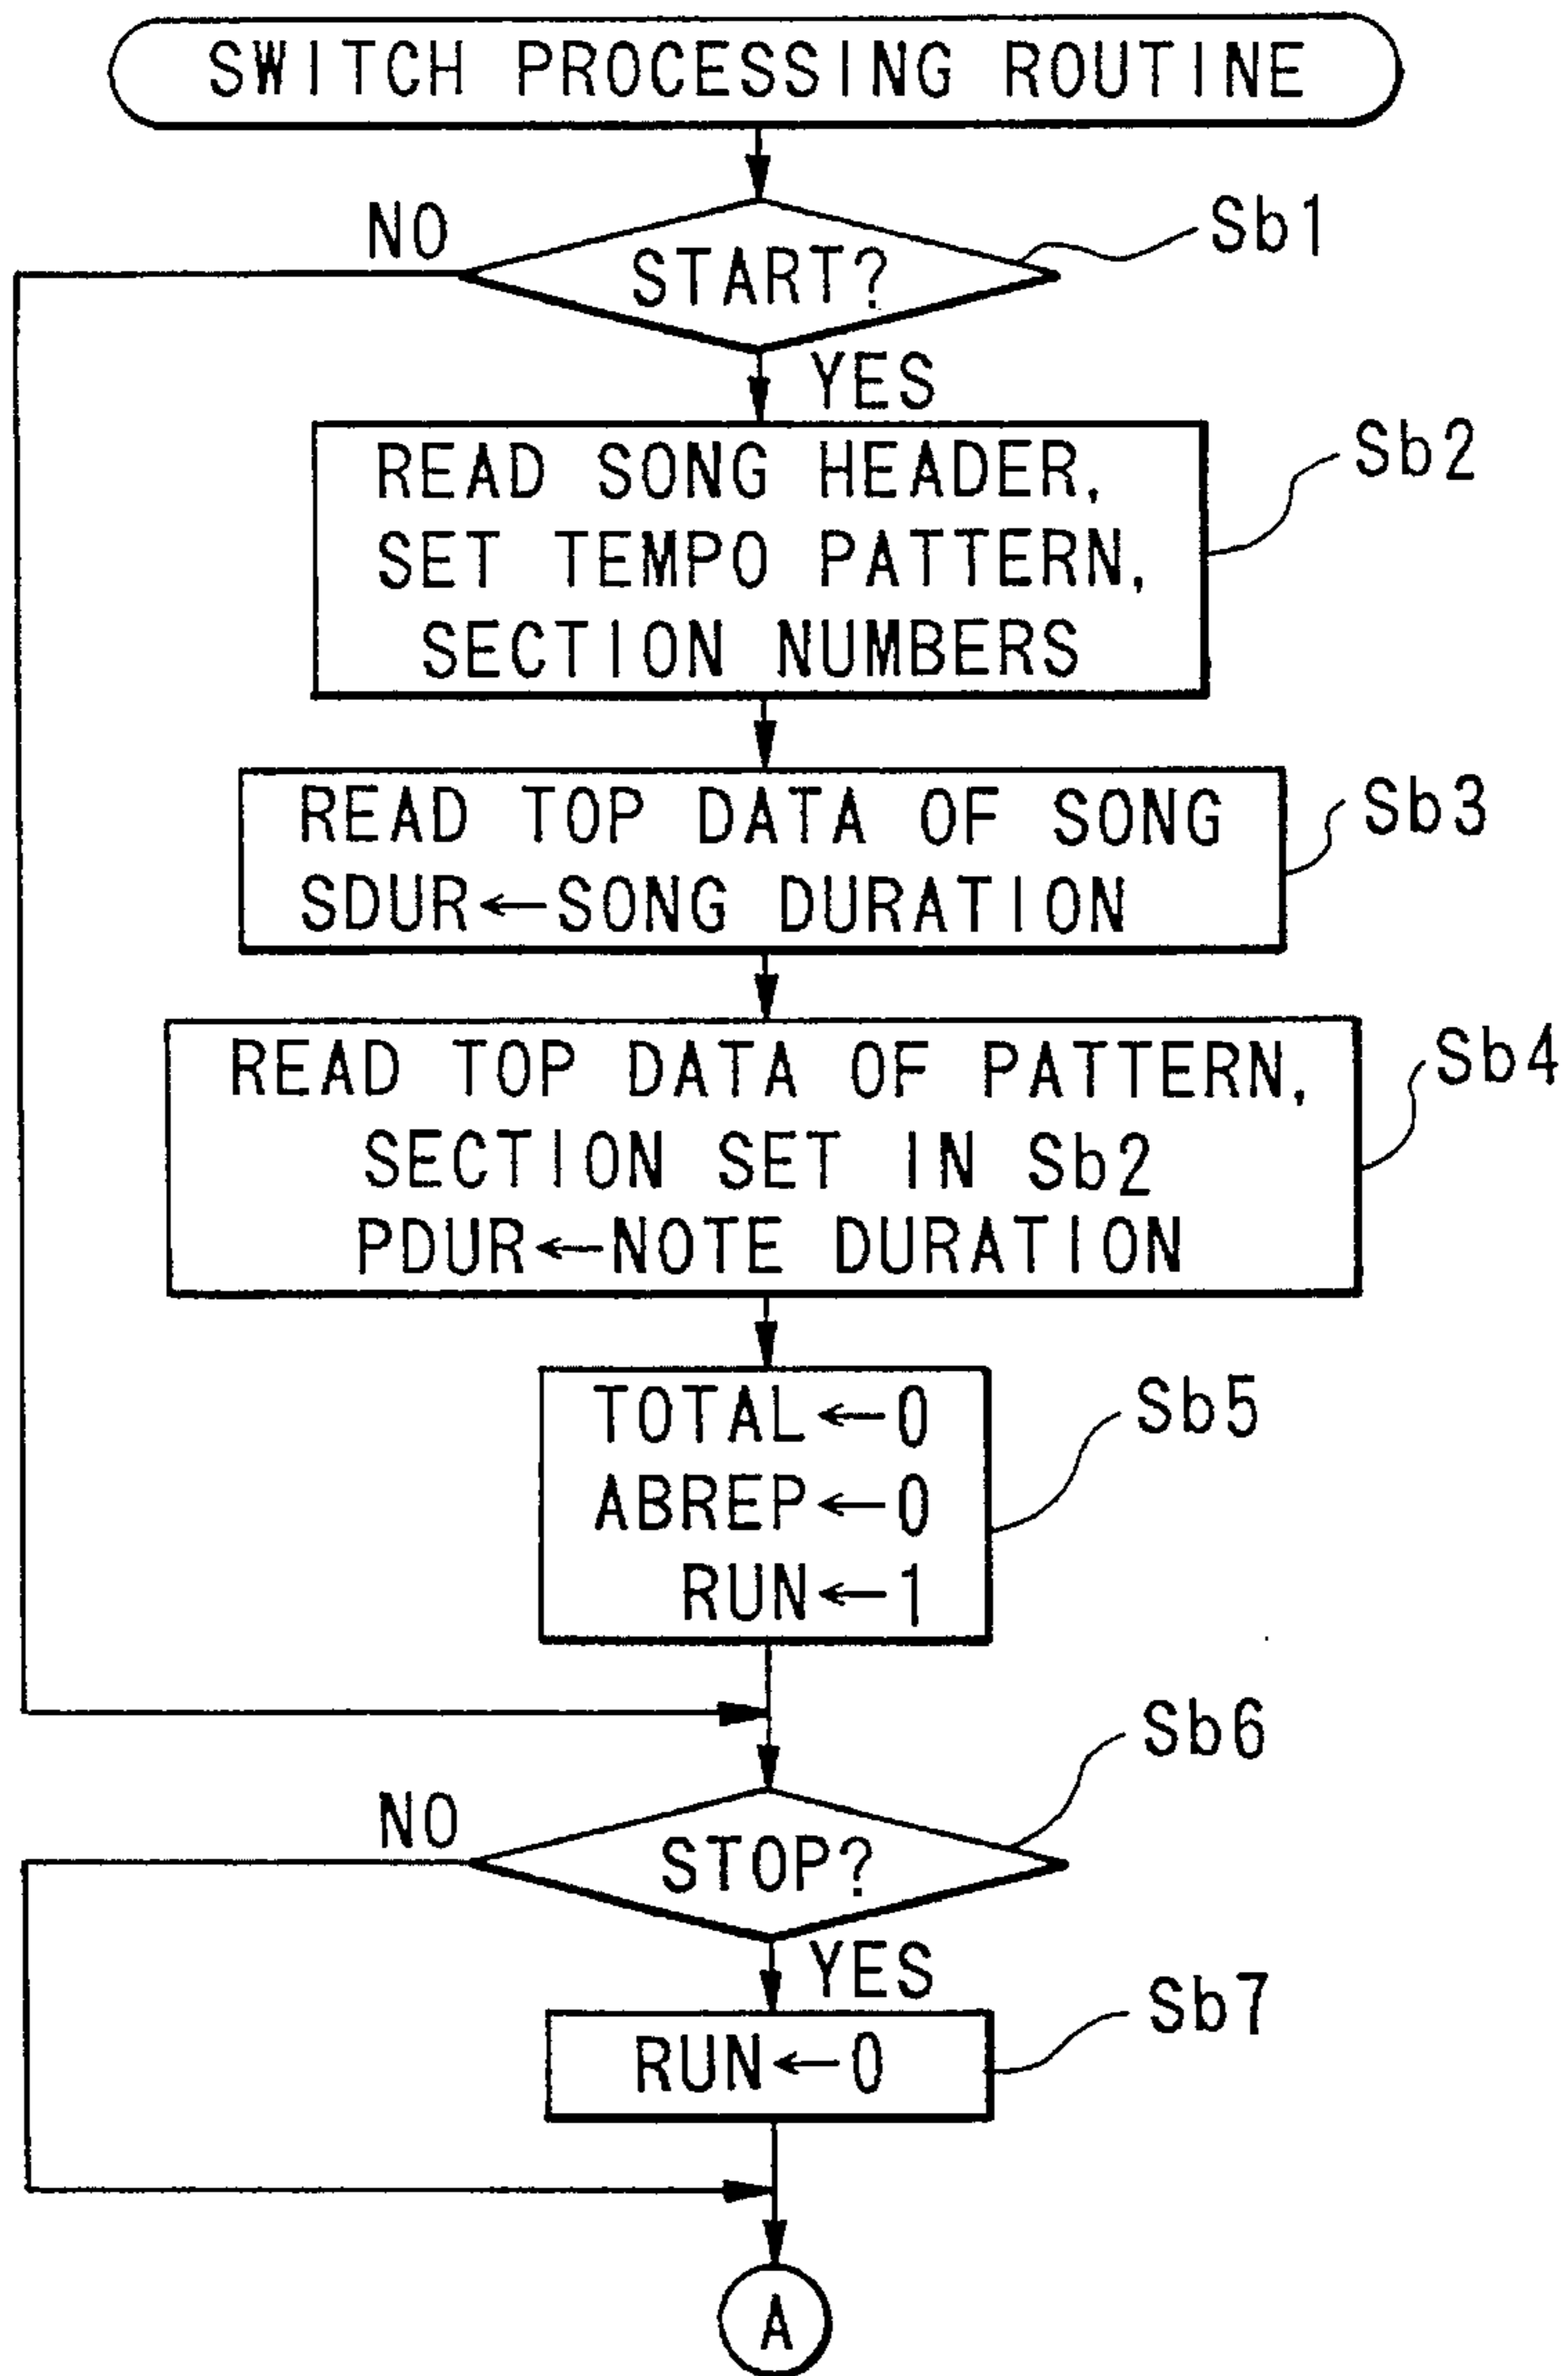 SWITCH PROCESSING ROUTINE
NO
START?
Sb1
YES
READ SONG HEADER,
SET TEMPO PATTERN,
SECTION NUMBERS
Sb2
READ TOP DATA OF SONG
SDUR←SONG DURATION
Sb3
READ TOP DATA OF PATTERN,
SECTION SET IN Sb2
PDUR←NOTE DURATION
Sb4
TOTAL←0
ABREP←0
RUN←1
Sb5
NO
STOP?
Sb6
YES
RUN←0
Sb7
A